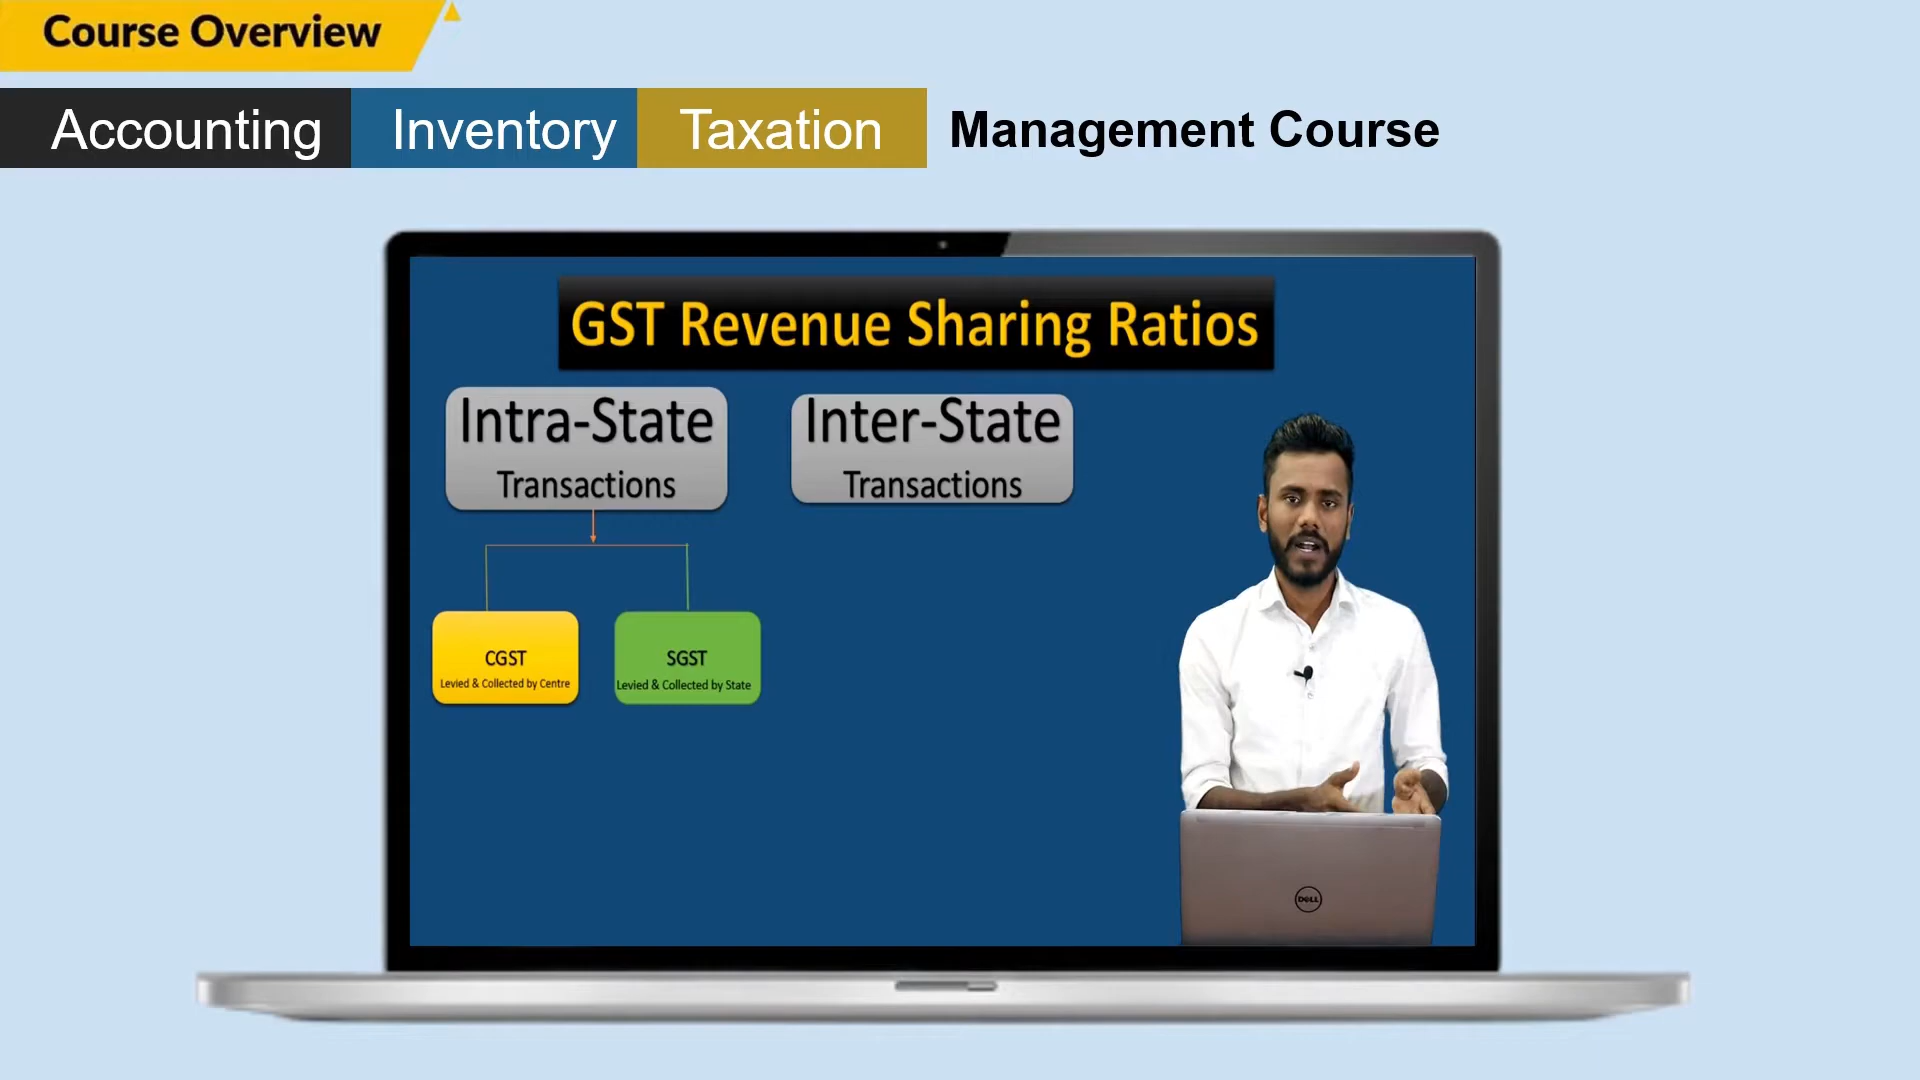 Course Overview
Accounting Inventory Taxation Management Course
GST Revenue Sharing Ratios
Intra-State
Transactions
Inter-State
Transactions
CGST
Levied & Collected by Centre
SGST
Levied & Collected by State
DELL